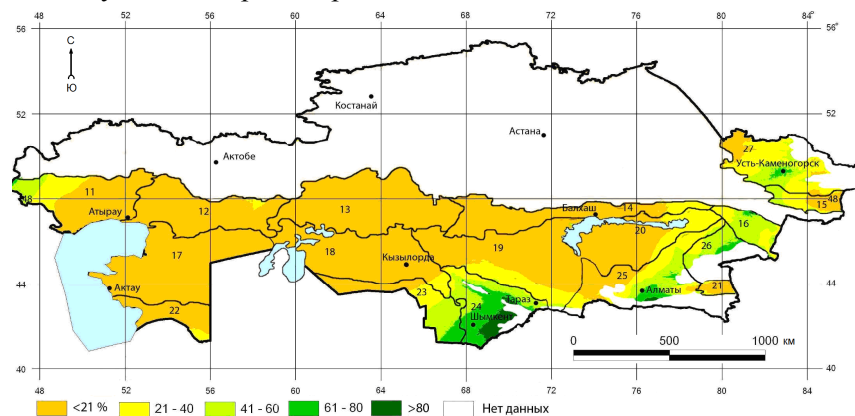 48 52 56 60 64 68 72 76 80 84°
56 56°
С
Ю
Костанай
52 52
Астана
Актобе
27
Усть-Каменогорск
48 11 12 13 14 15 48
Атырау
Балхаш
16
17 18 19 20 26
Кызылорда
44 25 21 44
Актау
23
Алматы
Тараз
22 24
Шымкент
0 500 1000 км
40 40
48 52 56 60 64 68 72 76 80 84
<21 % 21 - 40 41 - 60 61 - 80 >80 Нет данных